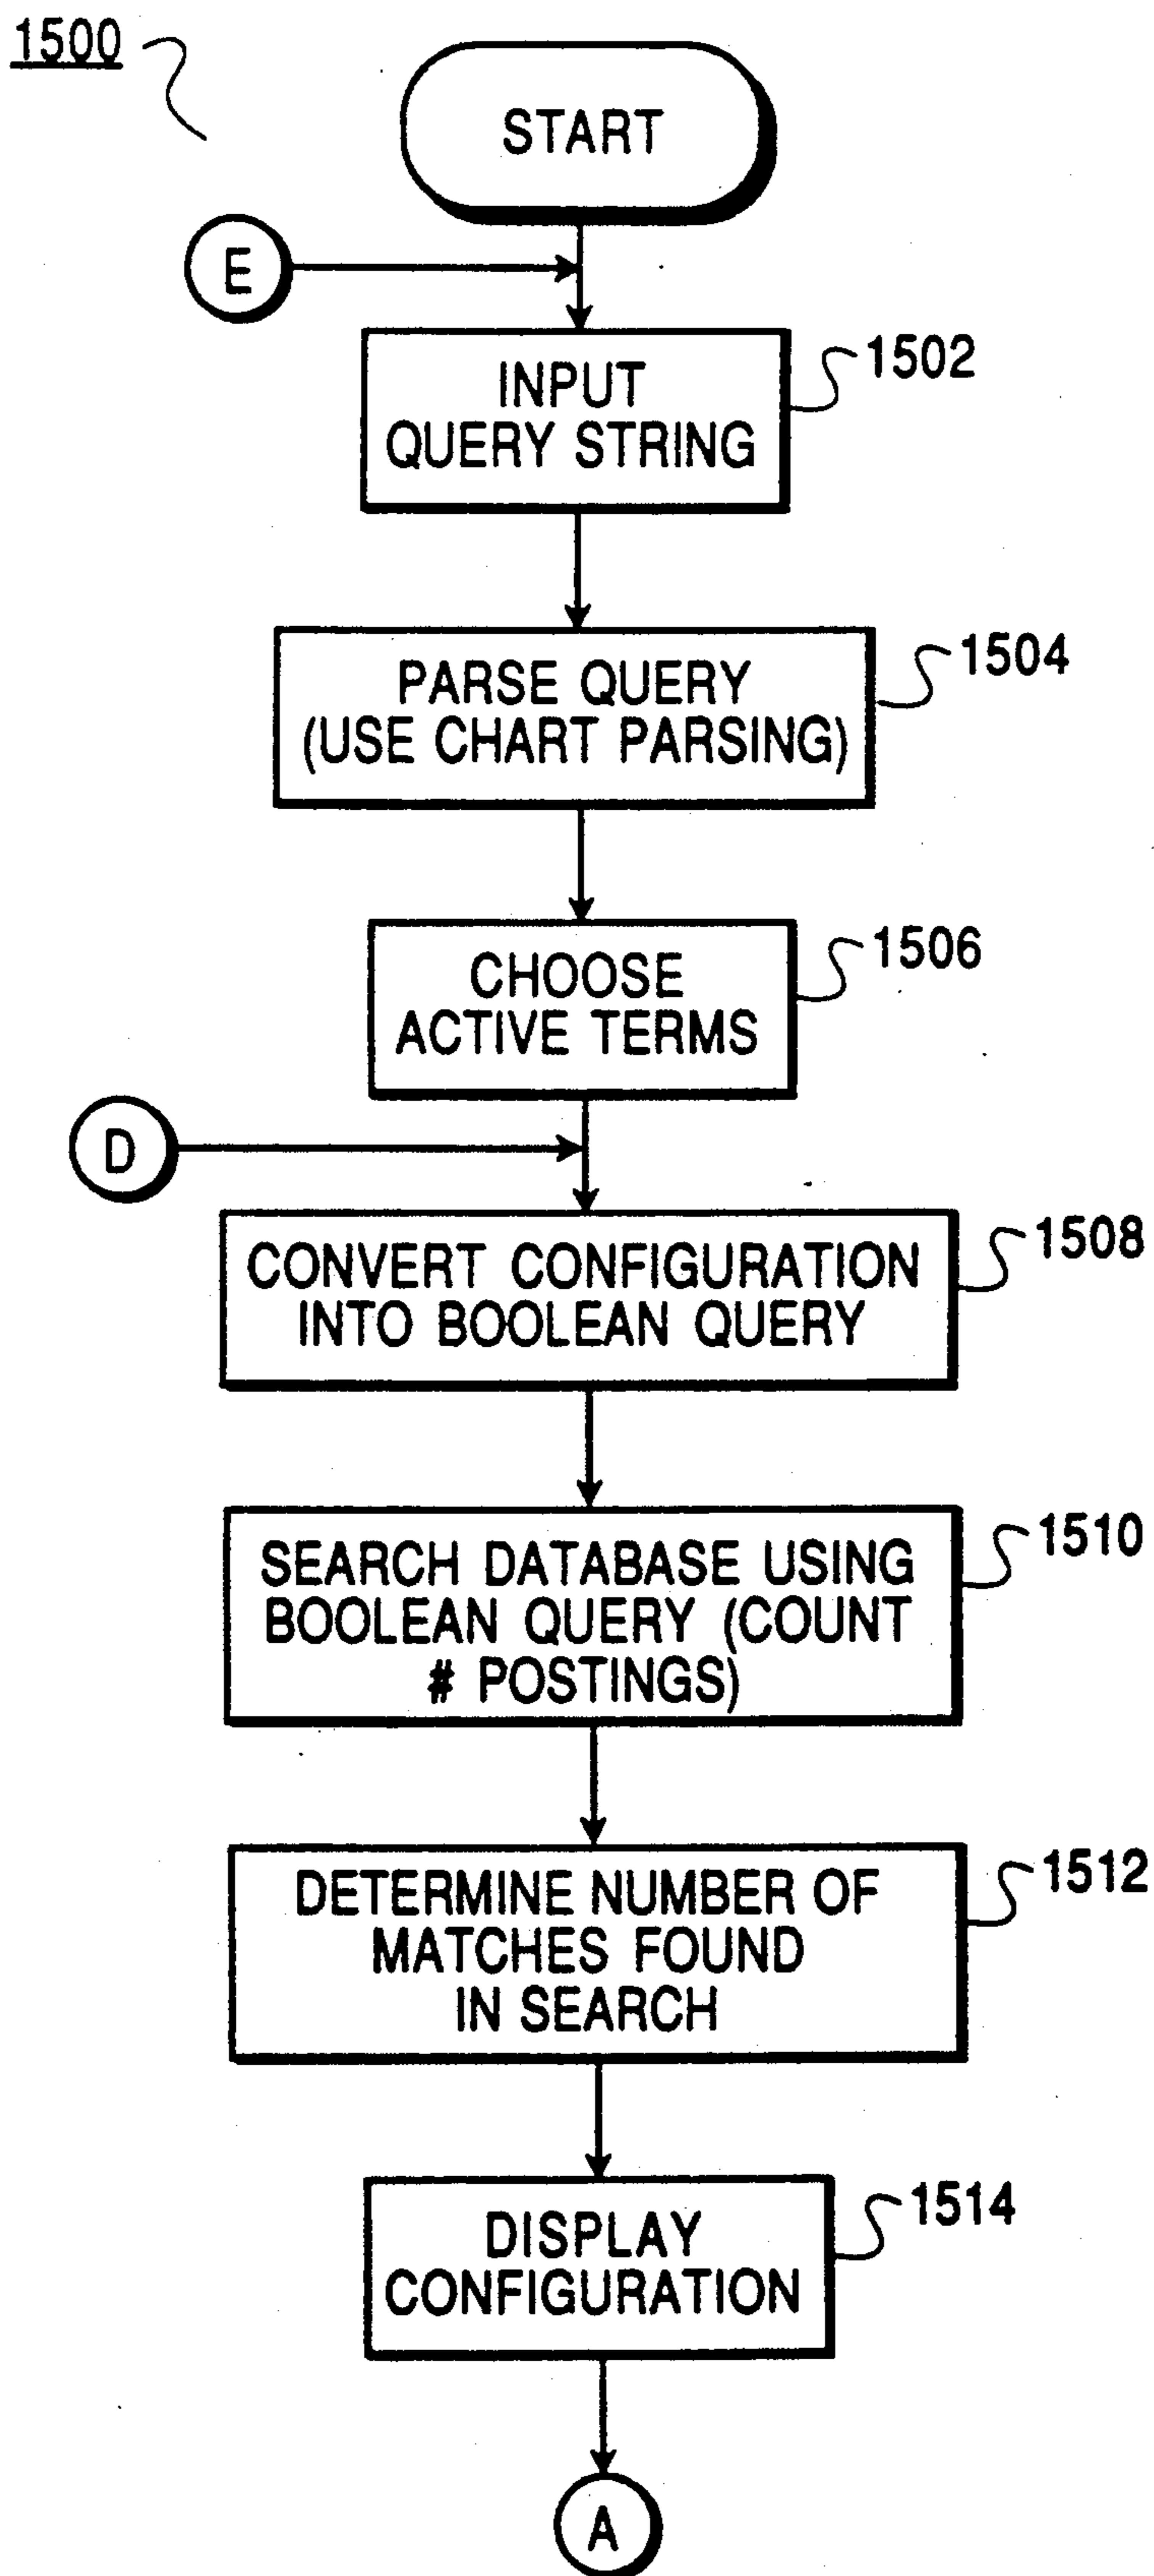 1500
START
E
INPUT
QUERY STRING
1502
PARSE QUERY
(USE CHART PARSING)
1504
CHOOSE
ACTIVE TERMS
1506
D
CONVERT CONFIGURATION
INTO BOOLEAN QUERY
1508
SEARCH DATABASE USING
BOOLEAN QUERY (COUNT
# POSTINGS)
1510
DETERMINE NUMBER OF
MATCHES FOUND
IN SEARCH
1512
DISPLAY
CONFIGURATION
1514
A